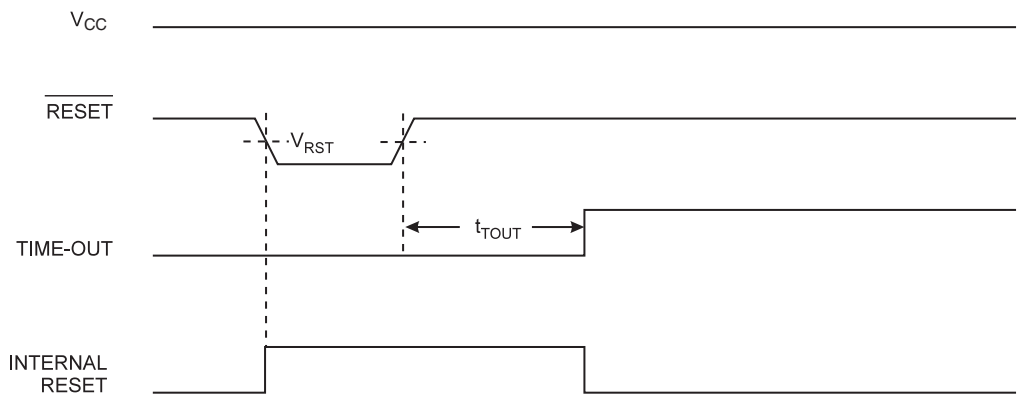 VCC
RESET
VRST
tTOUT
TIME-OUT
INTERNAL
RESET